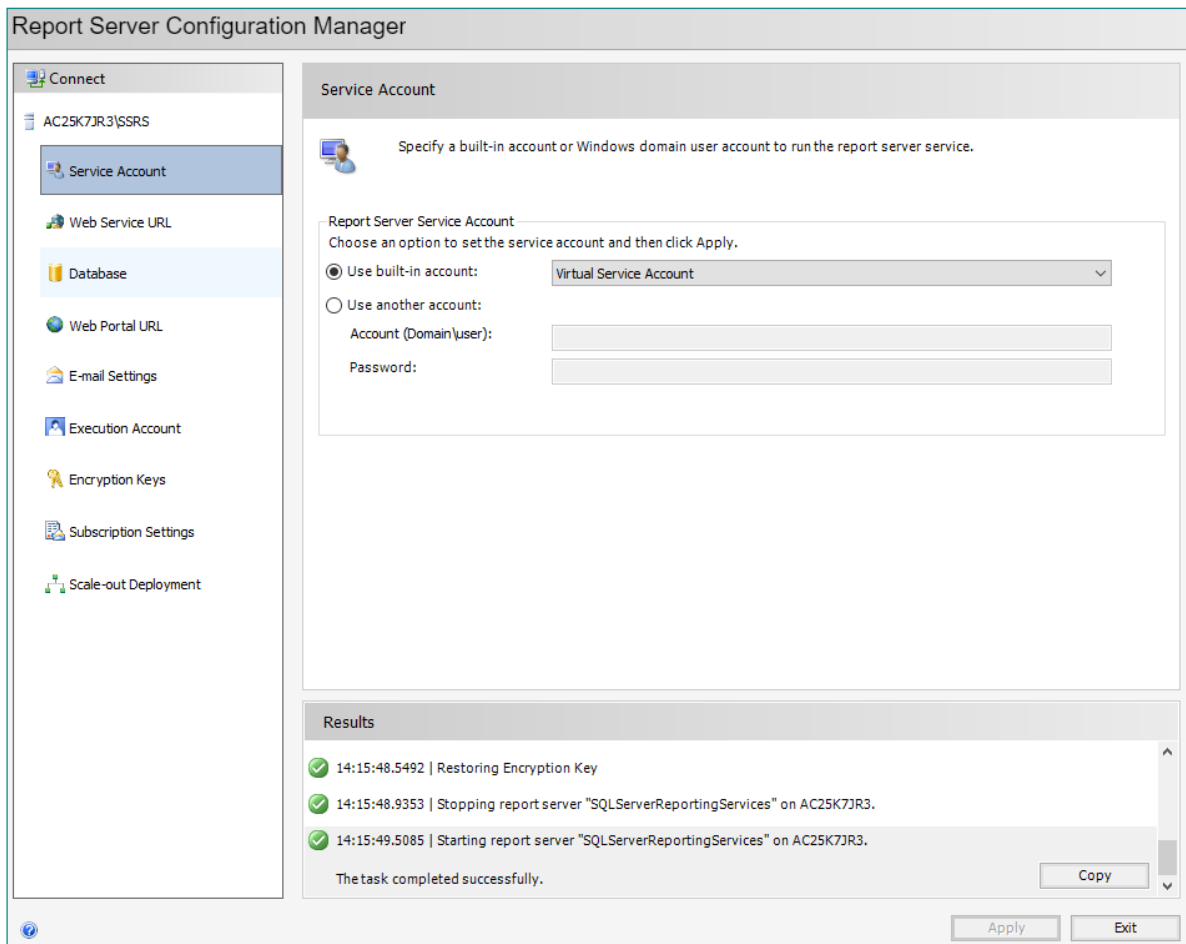 Report Server Configuration Manager
Connect
AC25K7JR3\SSRS
Service Account
Web Service URL
Database
Web Portal URL
E-mail Settings
Execution Account
Encryption Keys
Subscription Settings
Scale-out Deployment
Service Account
Specify a built-in account or Windows domain user account to run the report server service.
Report Server Service Account
Choose an option to set the service account and then click Apply.
Use built-in account:
Virtual Service Account
Use another account:
Account (Domain\user):
Password:
Results
14:15:48.5492 | Restoring Encryption Key
14:15:48.9353 | Stopping report server "SQLServerReportingServices" on AC25K7JR3.
14:15:49.5085 | Starting report server "SQLServerReportingServices" on AC25K7JR3.
The task completed successfully.
Copy
Apply
Exit